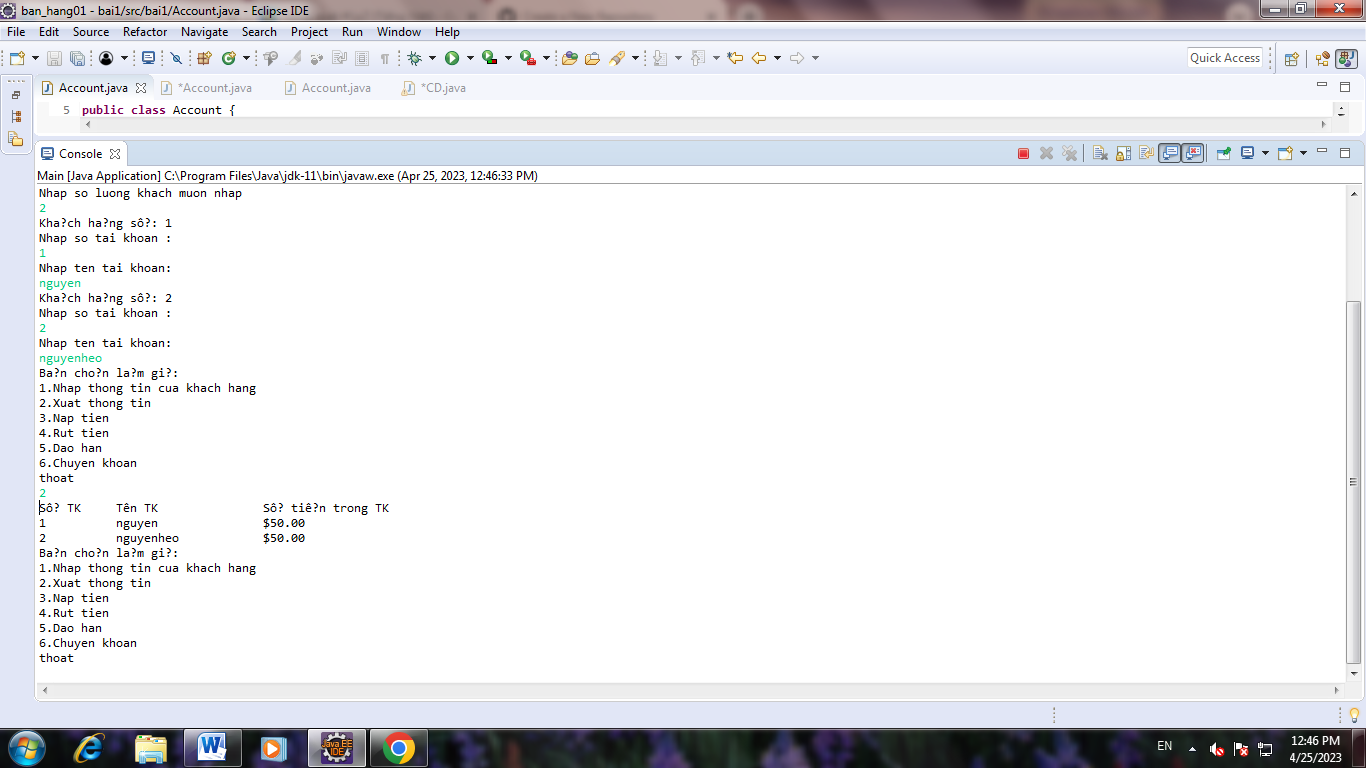 ban_hang01 - bai1/src/bai1/Account.java - Eclipse IDE
File Edit Source Refactor Navigate Search Project Run Window Help
Quick Access
Account.java *Account.java Account.java *CD.java
5 public class Account {
Console
Main [Java Application] C:\Program Files\Java\jdk-11\bin\javaw.exe (Apr 25, 2023, 12:46:33 PM)
Nhap so luong khach muon nhap
2
Kha?ch ha?ng sô?: 1
Nhap so tai khoan :
1
Nhap ten tai khoan:
nguyen
Kha?ch ha?ng sô?: 2
Nhap so tai khoan :
2
Nhap ten tai khoan:
nguyenheo
Ba?n cho?n la?m gi?:
1.Nhap thong tin cua khach hang
2.Xuat thong tin
3.Nap tien
4.Rut tien
5.Dao han
6.Chuyen khoan
thoat
2
Sô? TK Tên TK Sô? tiê?n trong TK
1 nguyen $50.00
2 nguyenheo $50.00
Ba?n cho?n la?m gi?:
1.Nhap thong tin cua khach hang
2.Xuat thong tin
3.Nap tien
4.Rut tien
5.Dao han
6.Chuyen khoan
thoat
Java EE
IDE
EN
12:46 PM
4/25/2023